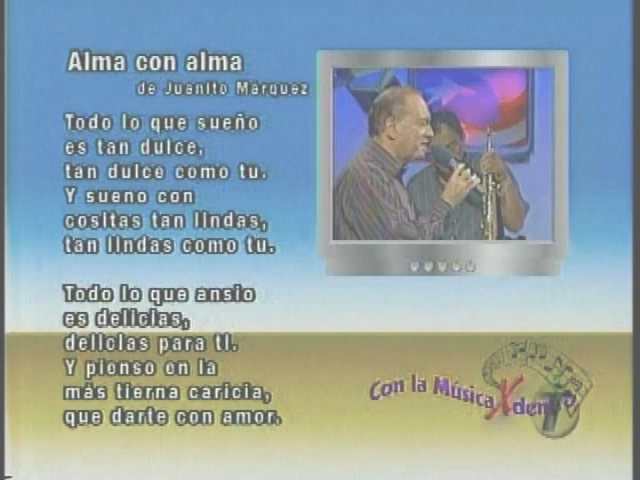 Alma con alma
de Juanito Márquez
Todo lo que sueño
es tan dulce,
tan dulce como tu.
Y sueno con
cositas tan lindas,
tan lindas como tu.
Todo lo que ansio
es delicias,
delicias para ti.
Y pienso en la
más tierna caricia,
que darte con amor.
Con la Música
X den